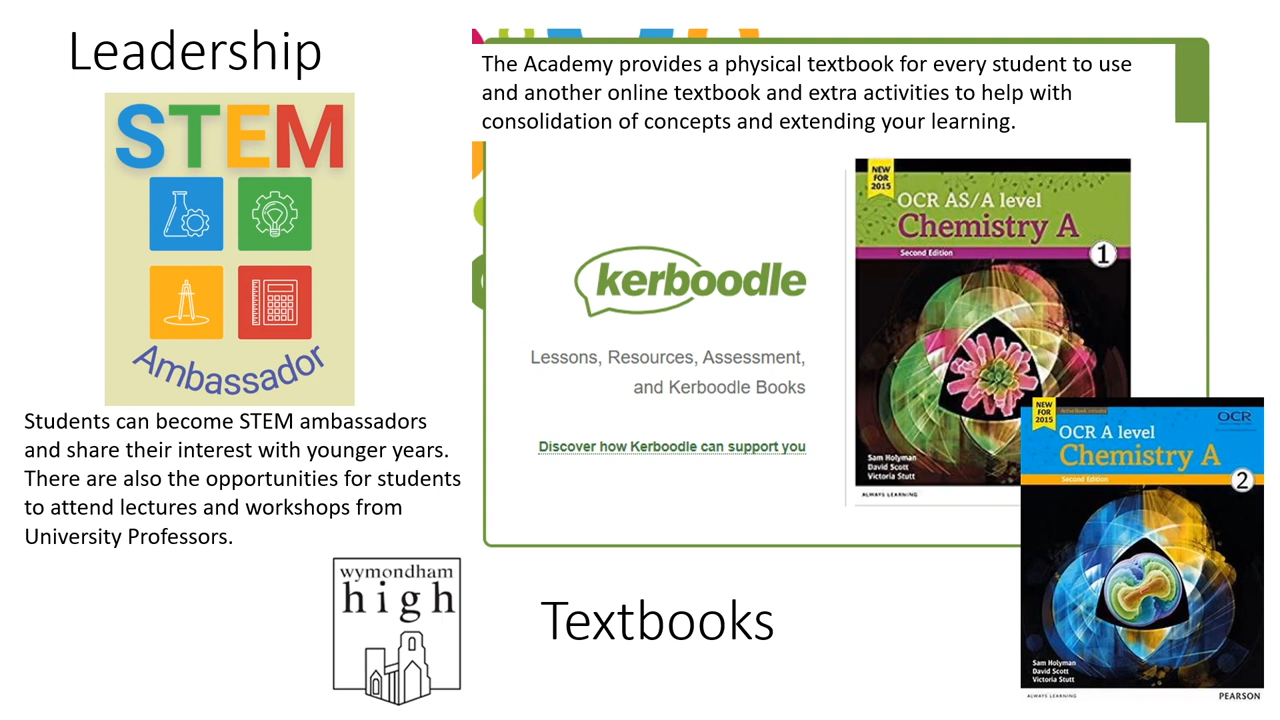 Leadership
STEM
Ambassador
Students can become STEM ambassadors
and share their interest with younger years.
There are also the opportunities for students
to attend lectures and workshops from
University Professors.
wymondham
high
The Academy provides a physical textbook for every student to use
and another online textbook and extra activities to help with
consolidation of concepts and extending your learning.
kerboodle
Lessons, Resources, Assessment,
and Kerboodle Books
Discover how Kerboodle can support you
NEW
FOR
2015
OCR AS/A level
Chemistry A
Second Edition
1
Sam Holyman
David Scott
Victoria Stutt
ALWAYS LEARNING
NEW
FOR
2015
OCR
OCR A level
Chemistry A
Second Edition
2
Sam Holyman
David Scott
Victoria Stutt
ALWAYS LEARNING
PEARSON
Textbooks